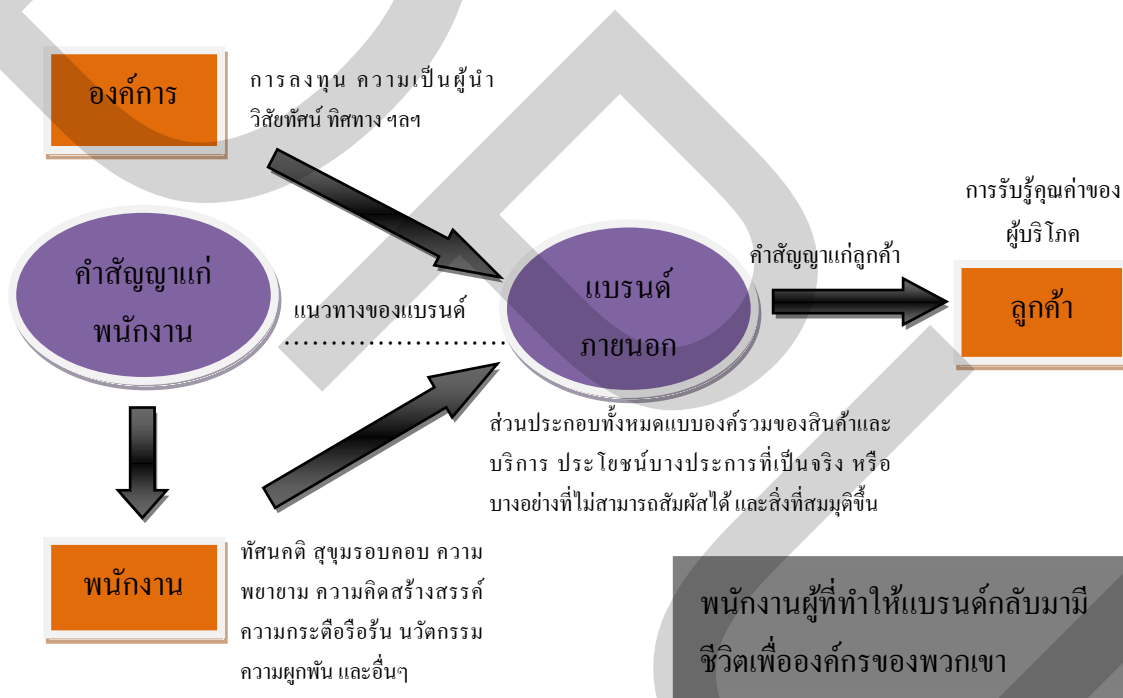 องค์การ
การลงทุน ความเป็นผู้นำ
วิสัยทัศน์ ทิศทาง ฯลฯ
การรับรู้คุณค่าของ
ผู้บริโภค
คำสัญญาแก่
พนักงาน
แนวทางของแบรนด์
แบรนด์
ภายนอก
คำสัญญาแก่ลูกค้า
ลูกค้า
ส่วนประกอบทั้งหมดแบบองค์รวมของสินค้าและ
บริการ ประโยชน์บางประการที่เป็นจริง หรือ
บางอย่างที่ไม่สามารถสัมผัสได้ และสิ่งที่สมมุติขึ้น
พนักงาน
ทัศนคติ สุขุมรอบคอบ ความ
พยายาม ความคิดสร้างสรรค์
ความกระตือรือร้น นวัตกรรม
ความผูกพัน และอื่นๆ
พนักงานผู้ที่ทำให้แบรนด์กลับมามี
ชีวิตเพื่อองค์กรของพวกเขา